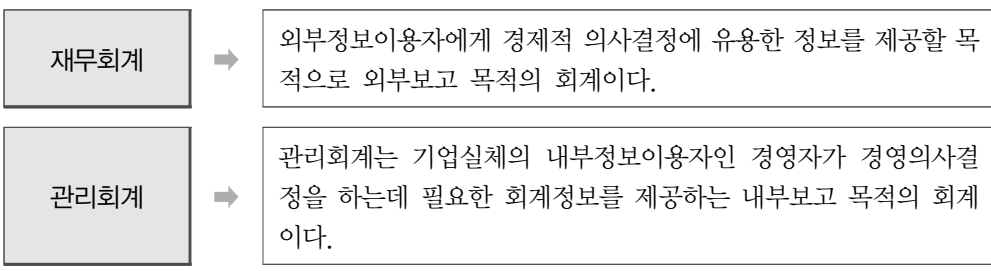 재무회계
외부정보이용자에게 경제적 의사결정에 유용한 정보를 제공할 목
적으로 외부보고 목적의 회계이다.
관리회계
관리회계는 기업실체의 내부정보이용자인 경영자가 경영의사결
정을 하는데 필요한 회계정보를 제공하는 내부보고 목적의 회계
이다.